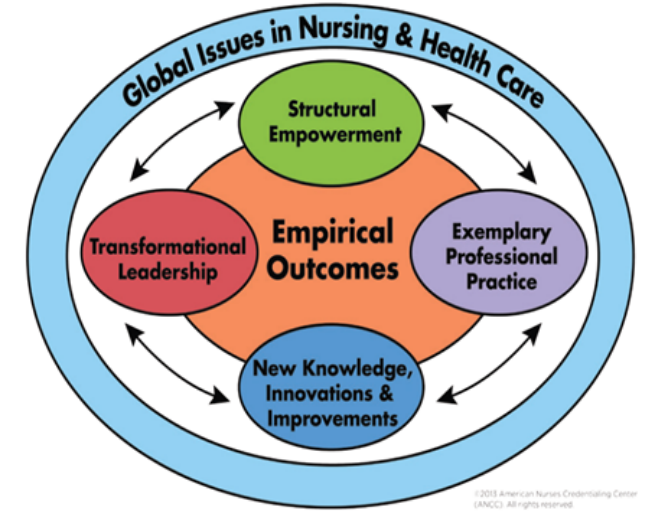 Global Issues in Nursing & Health Care
Structural
Empowerment
Transformational
Leadership
Empirical
Outcomes
Exemplary
Professional
Practice
New Knowledge,
Innovations &
Improvements
©2013 American Nurses Credentialing Center
(ANCC). All rights reserved.